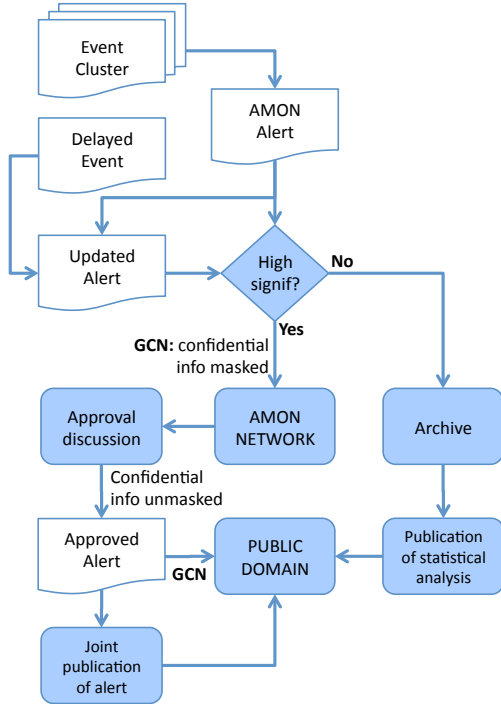 Event
Cluster
AMON
Alert
Delayed
Event
Updated
Alert
High
signif?
No
Yes
GCN: confidential
info masked
Approval
discussion
AMON
NETWORK
Archive
Confidential
info unmasked
Approved
Alert
GCN
PUBLIC
DOMAIN
Publication
of statistical
analysis
Joint
publication
of alert